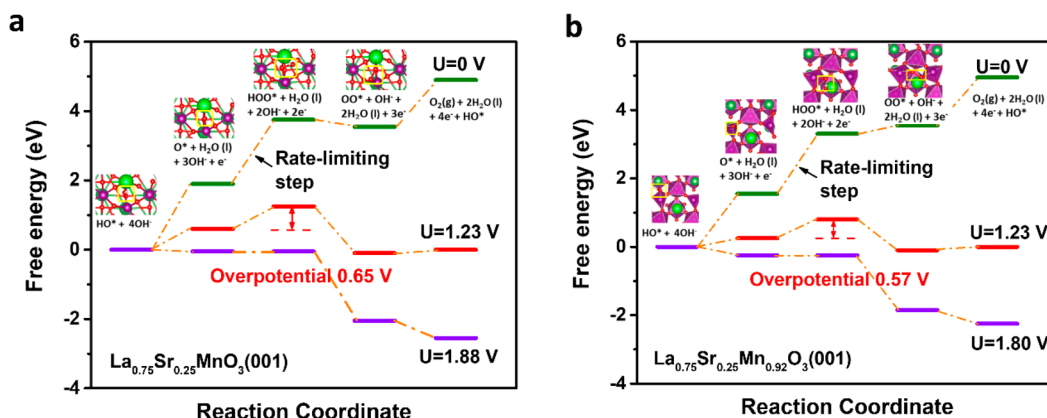 a
Free energy (eV)
6
4
2
0
-2
-4
U=0 V
HOO* + H₂O (l)
+ 2OH⁻ + 2e⁻
OO* + OH⁻ +
2H₂O (l) + 3e⁻
O₂(g) + 2H₂O(l)
+ 4e⁻ + HO*
O* + H₂O (l)
+ 3OH⁻ + e⁻
Rate-limiting
step
HO* + 4OH⁻
U=1.23 V
Overpotential 0.65 V
U=1.88 V
La₀.₇₅Sr₀.₂₅MnO₃(001)
Reaction Coordinate
b
Free energy (eV)
6
4
2
0
-2
-4
U=0 V
HOO* + H₂O (l)
+ 2OH⁻ + 2e⁻
OO* + OH⁻ +
2H₂O (l) + 3e⁻
O₂(g) + 2H₂O(l)
+ 4e⁻ + HO*
O* + H₂O (l)
+ 3OH⁻ + e⁻
Rate-limiting
step
HO* + 4OH⁻
U=1.23 V
Overpotential 0.57 V
U=1.80 V
La₀.₇₅Sr₀.₂₅Mn₀.₉₂O₃(001)
Reaction Coordinate